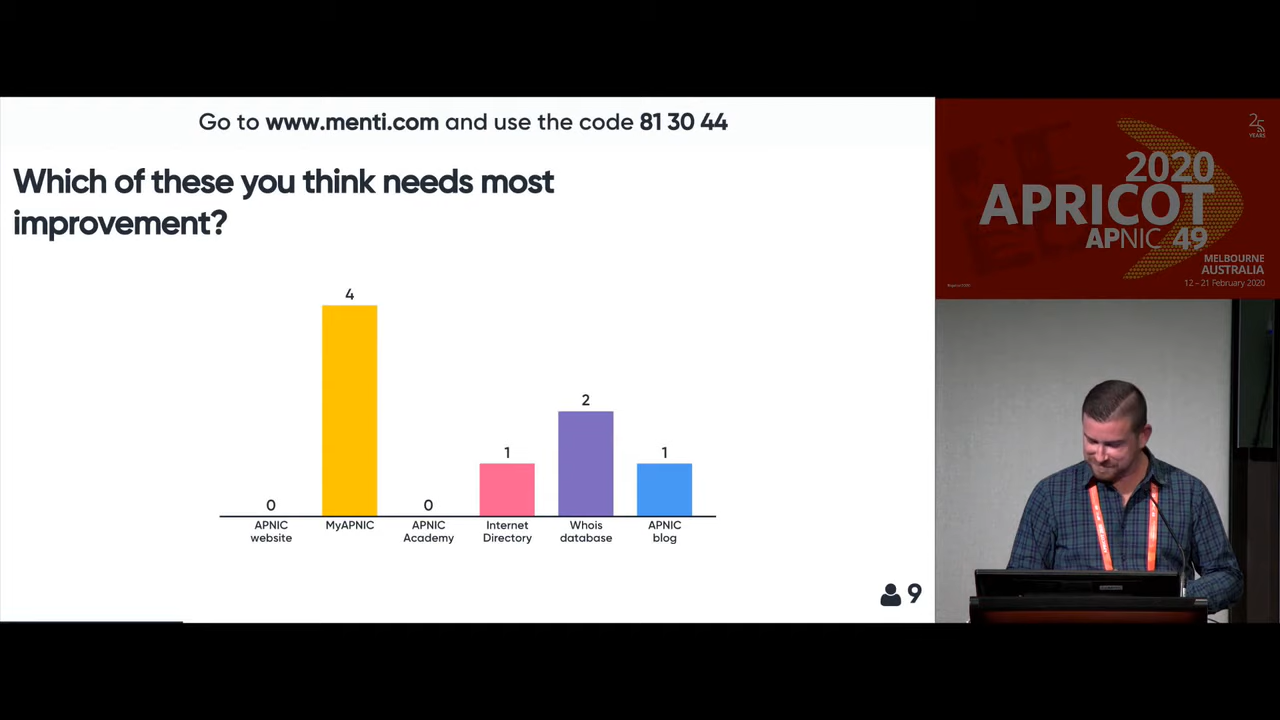 Go to www.menti.com and use the code 81 30 44
Which of these you think needs most
improvement?
0
4
0
1
2
1
APNIC
website
MyAPNIC
APNIC
Academy
Internet
Directory
Whois
database
APNIC
blog
9
25
YEARS
2020
APRICOT
APNIC 49
MELBOURNE
AUSTRALIA
12 – 21 February 2020